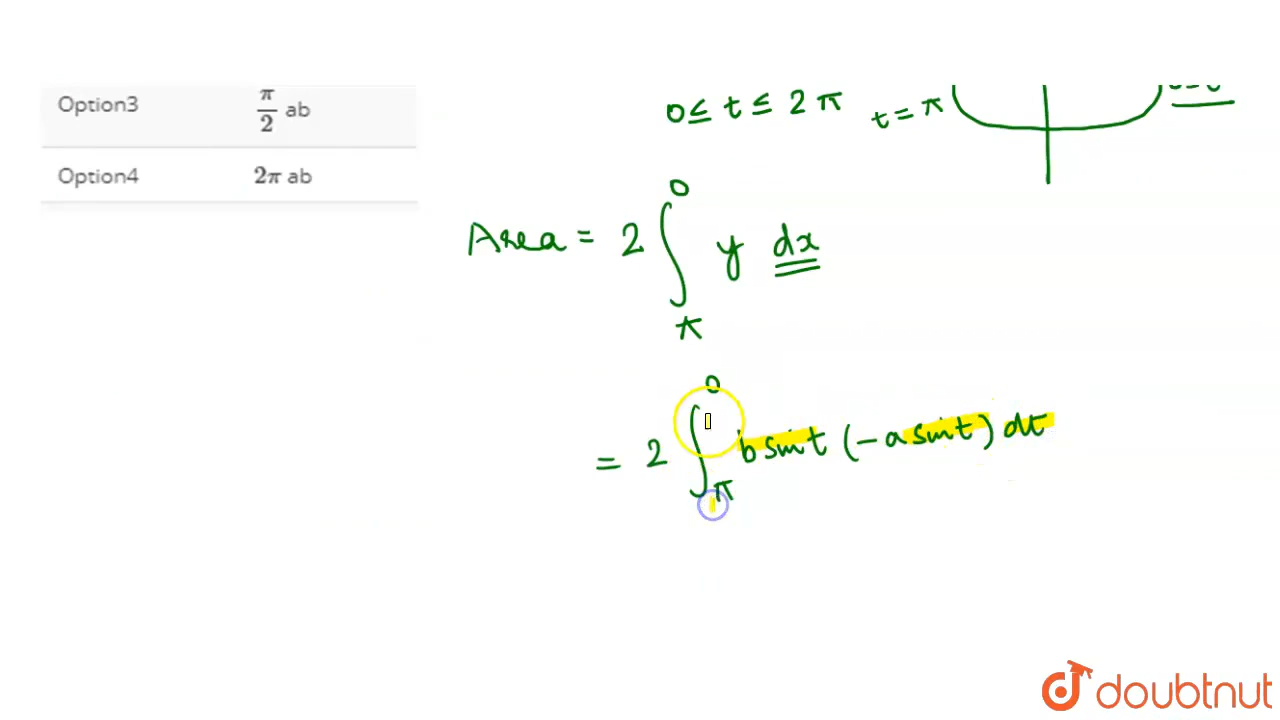 Option3 π/2 ab
Option4 2π ab
0 ≤ t ≤ 2π
t = π
Area = 2 ∫_π^0 y dx
= 2 ∫_π^0 b sin t (-a sin t) dt
doubtnut